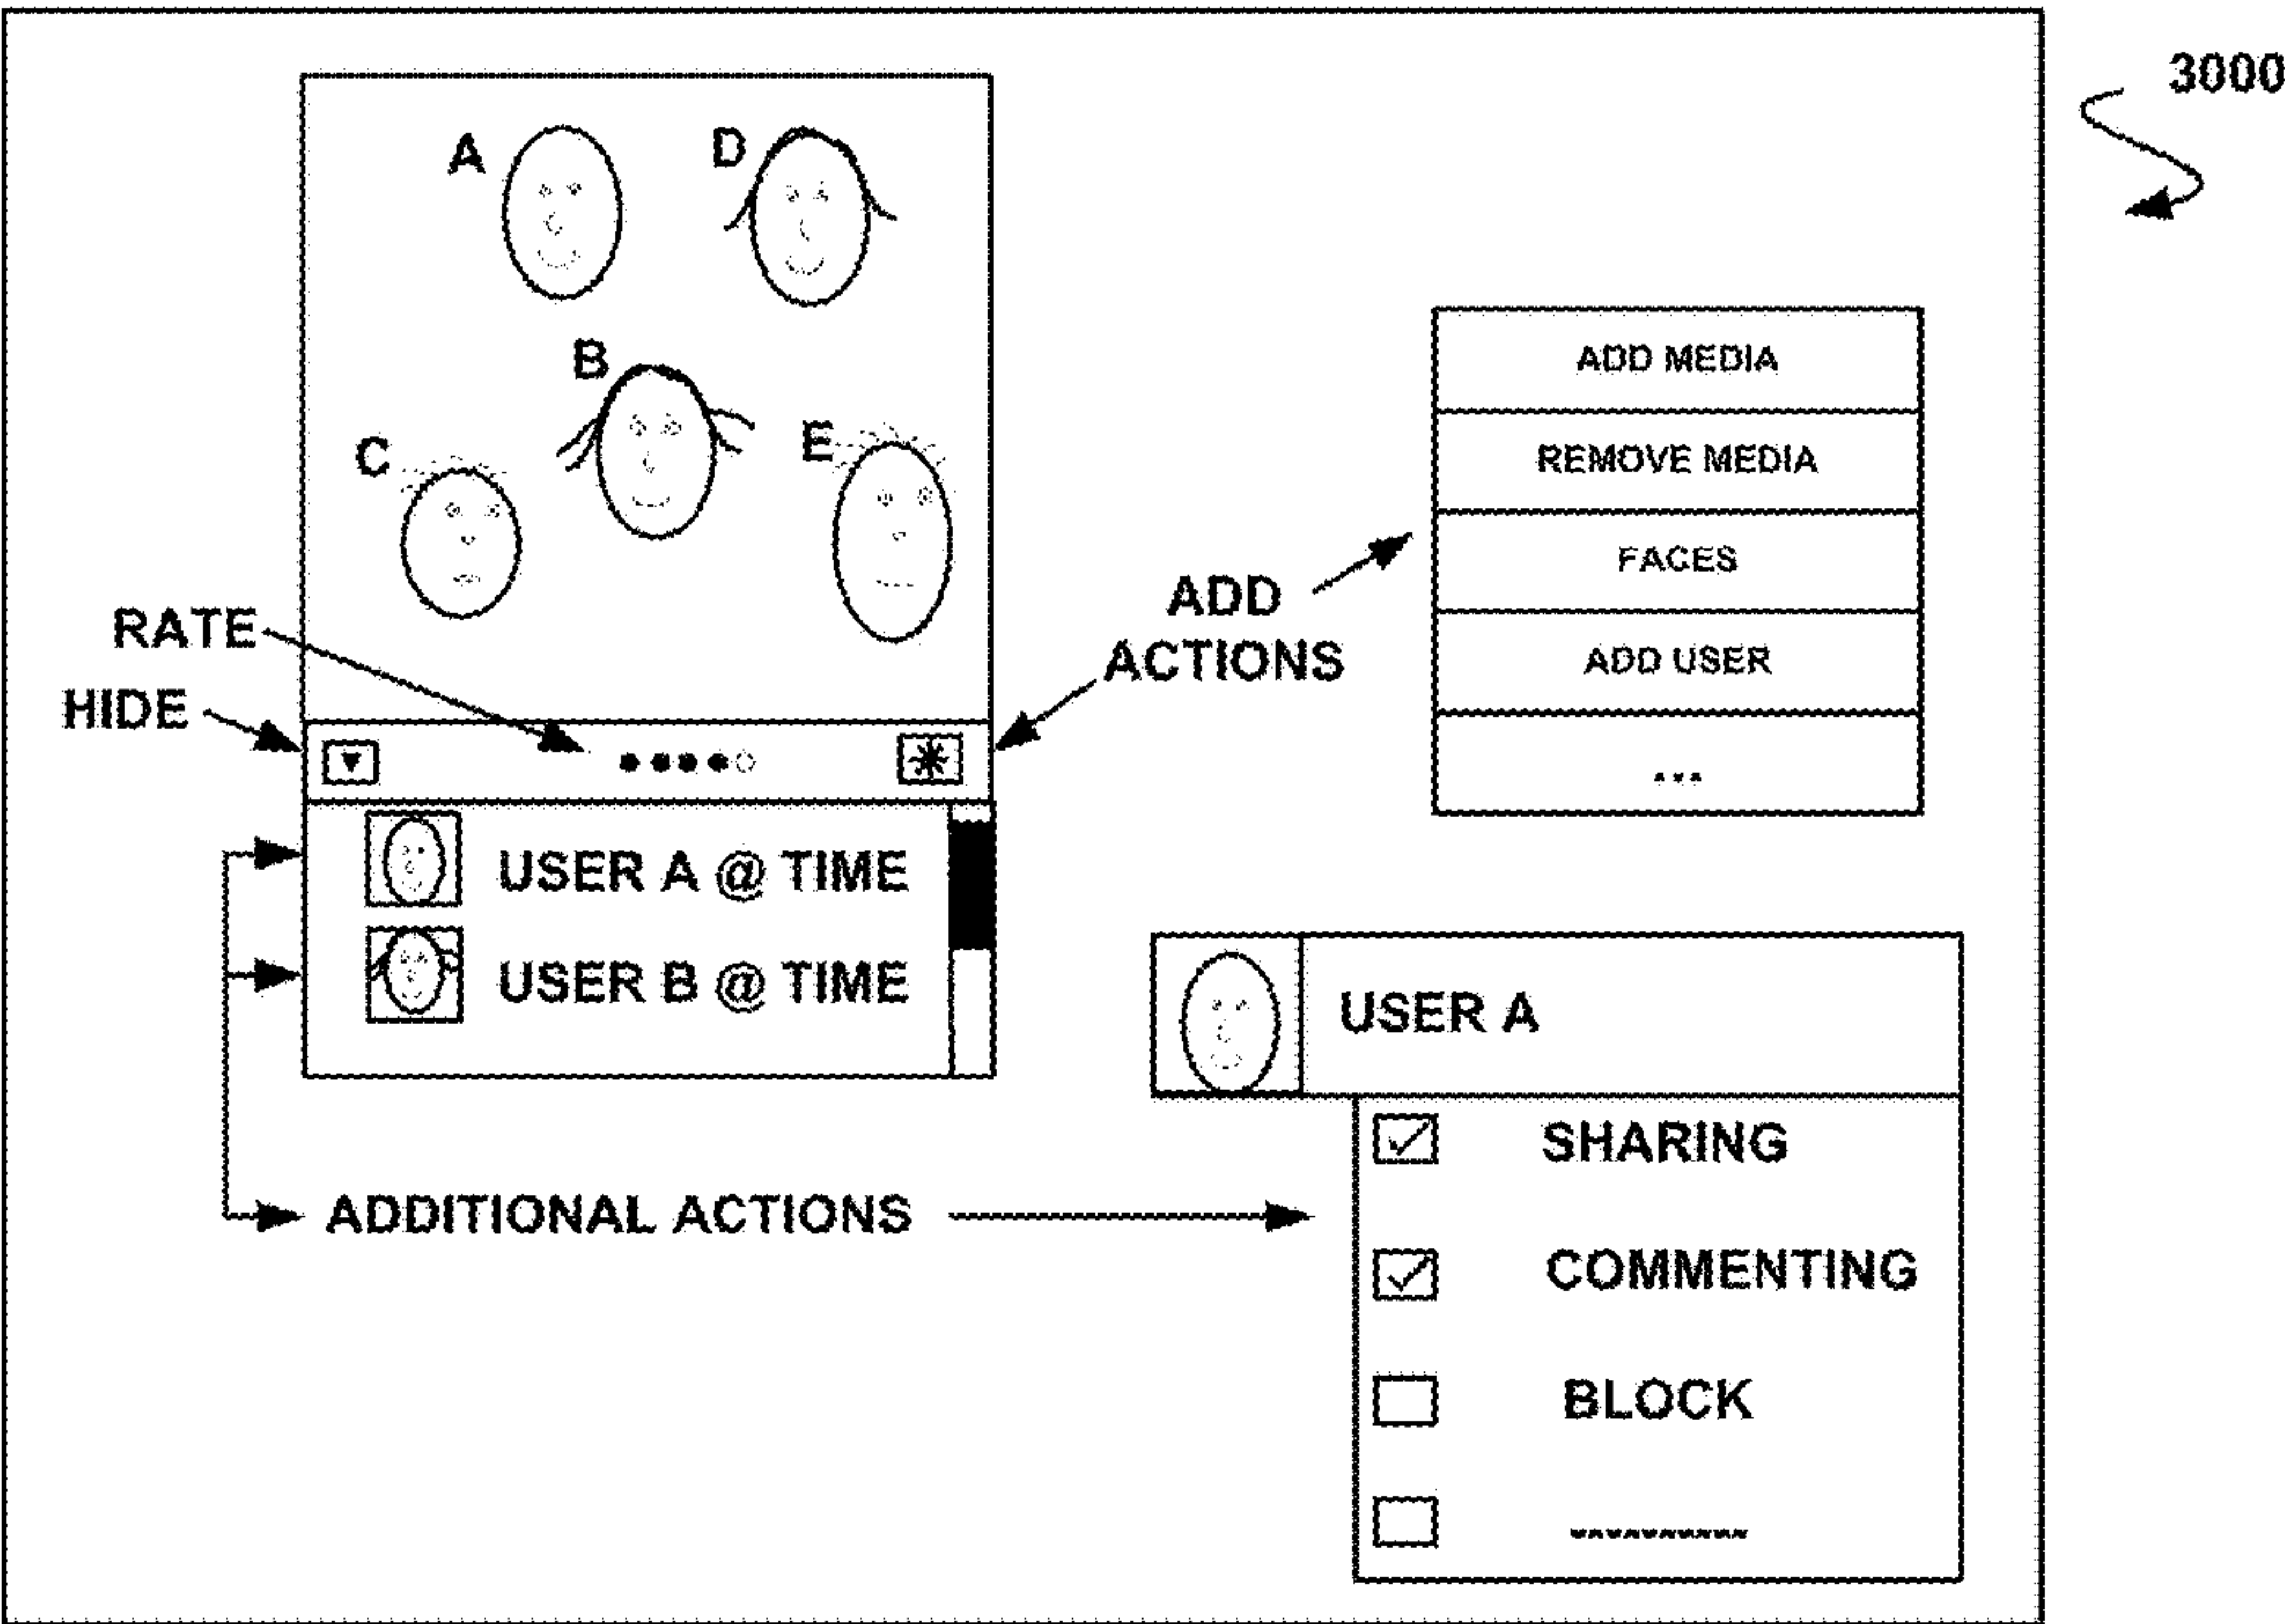 3000
A
D
B
C
E
RATE
HIDE
ADD
ACTIONS
ADD MEDIA
REMOVE MEDIA
FACES
ADD USER
...
USER A @ TIME
USER B @ TIME
ADDITIONAL ACTIONS
USER A
SHARING
COMMENTING
BLOCK
----------